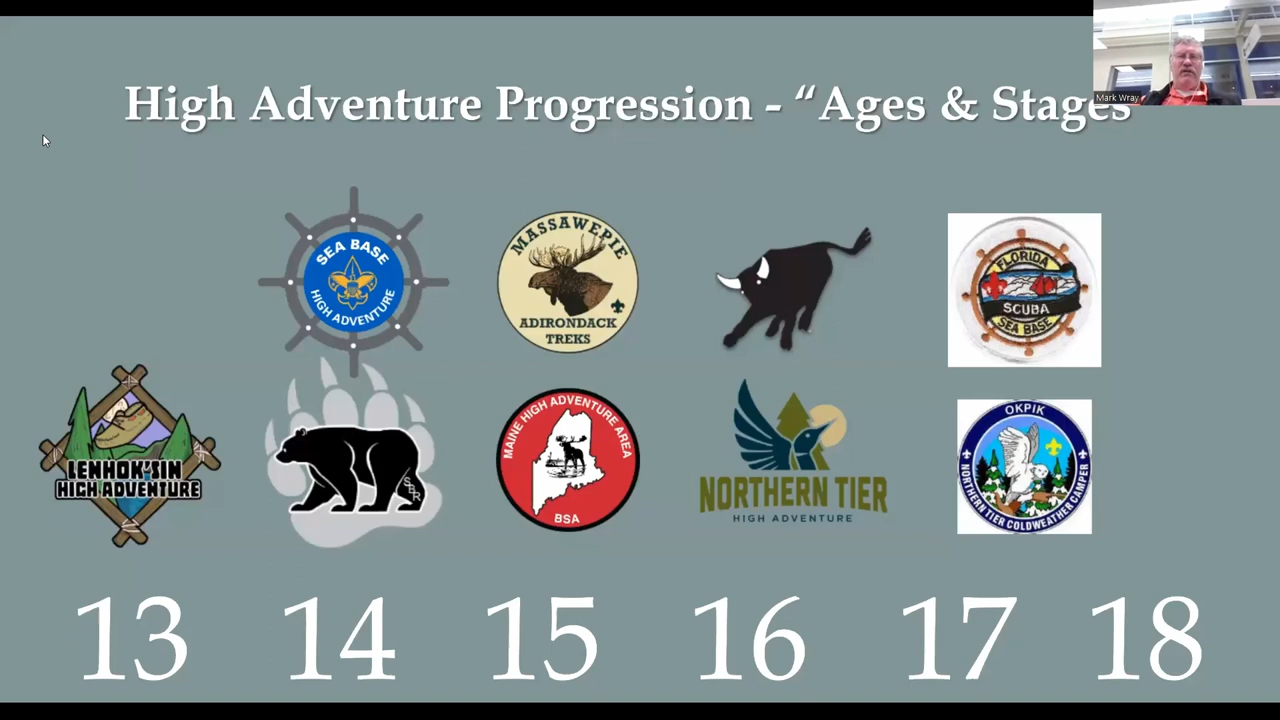 Mark Wray
High Adventure Progression - “Ages & Stages
SEA BASE
HIGH ADVENTURE
MASSAWEPIE
ADIRONDACK
TREKS
FLORIDA
SCUBA
SEA BASE
LENHOK'SIN
HIGH ADVENTURE
SBR
MAINE HIGH ADVENTURE AREA
BSA
NORTHERN TIER
HIGH ADVENTURE
OKPIK
NORTHERN TIER COLDWEATHER CAMPER
13 14 15 16 17 18